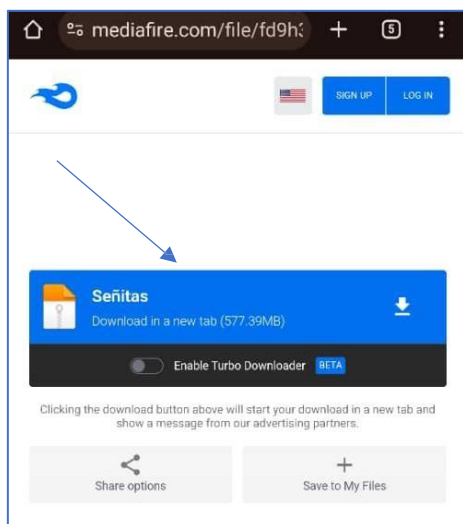 mediafire.com/file/fd9h3
5
SIGN UP
LOG IN
Señitas
Download in a new tab (577.39MB)
Enable Turbo Downloader BETA
Clicking the download button above will start your download in a new tab and
show a message from our advertising partners.
Share options
Save to My Files